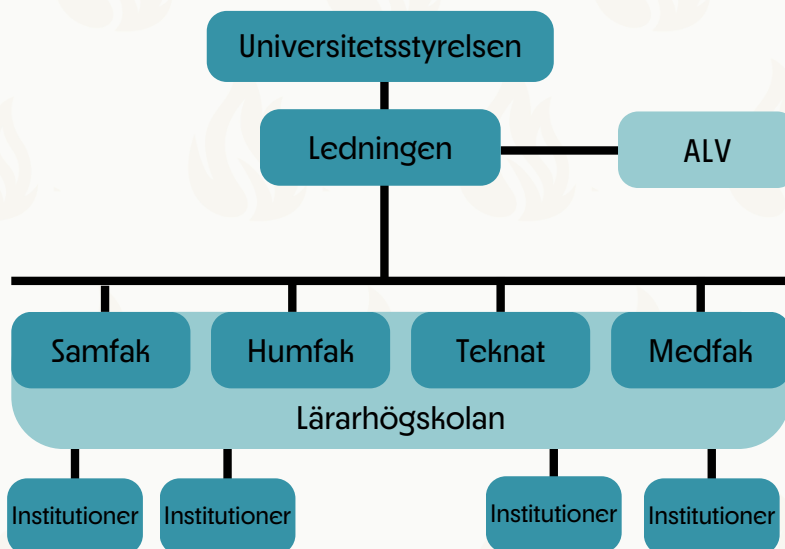 Universitetsstyrelsen
Ledningen
ALV
Samfak
Humfak
Teknat
Medfak
Lärarhögskolan
Institutioner
Institutioner
Institutioner
Institutioner